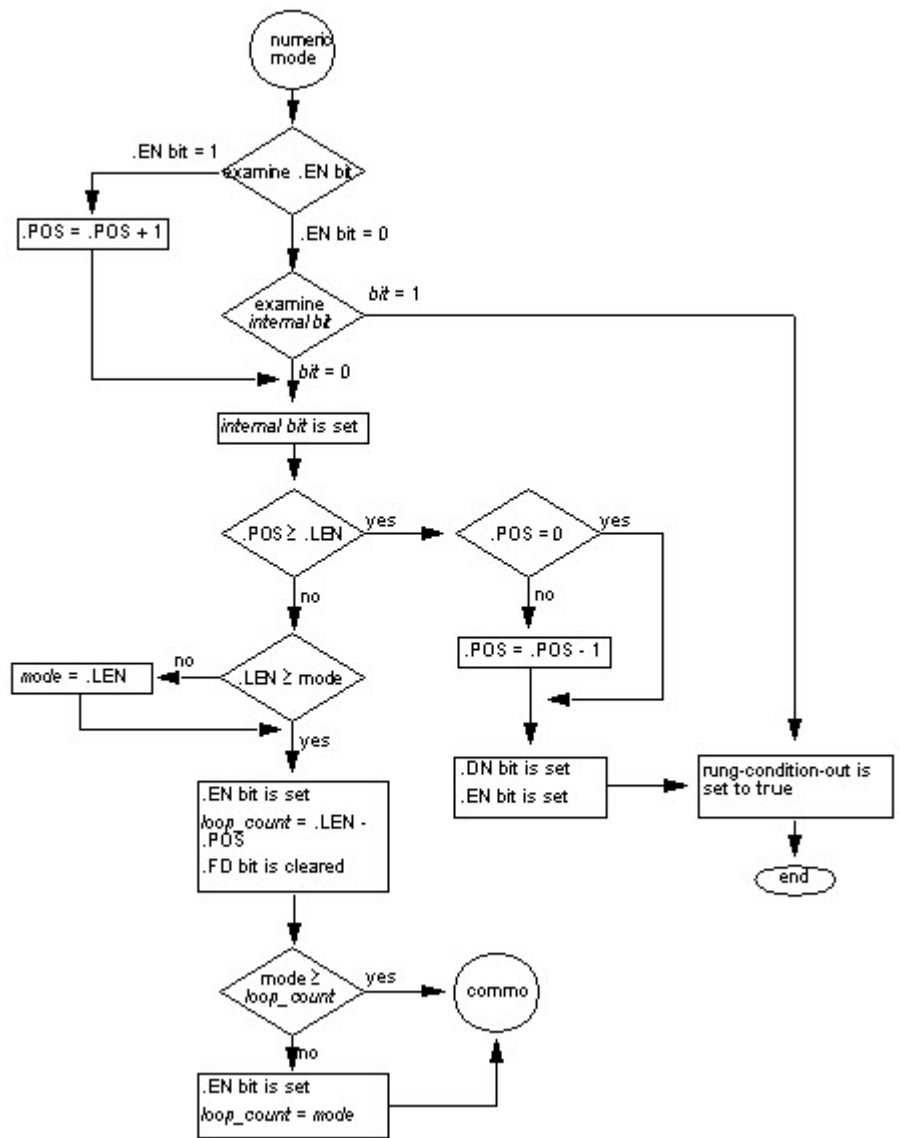 numeric
mode
.EN bit = 1
examine .EN bit
.POS = .POS + 1
.EN bit = 0
examine
internal bit
bit = 1
bit = 0
internal bit is set
.POS ≥ .LEN
yes
.POS = 0
yes
no
no
.POS = .POS - 1
mode = .LEN
no
.LEN ≥ mode
yes
.EN bit is set
loop_count = .LEN -
.POS
.FD bit is cleared
.DN bit is set
.EN bit is set
rung-condition-out is
set to true
end
mode ≥
loop_count
yes
commo
no
.EN bit is set
loop_count = mode